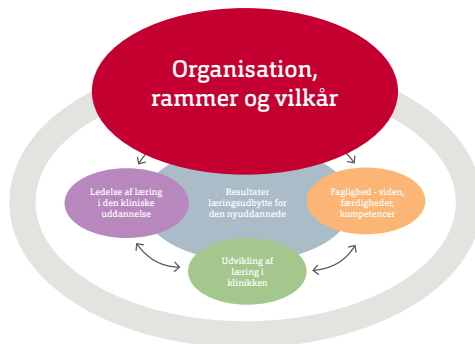 Organisation,
rammer og vilkår
Ledelse af læring
i den kliniske
uddannelse
Resultater
læringsudbytte for
den nyuddannede
Faglighed - viden,
færdigheder,
kompetencer
Udvikling af
læring i
klinikken